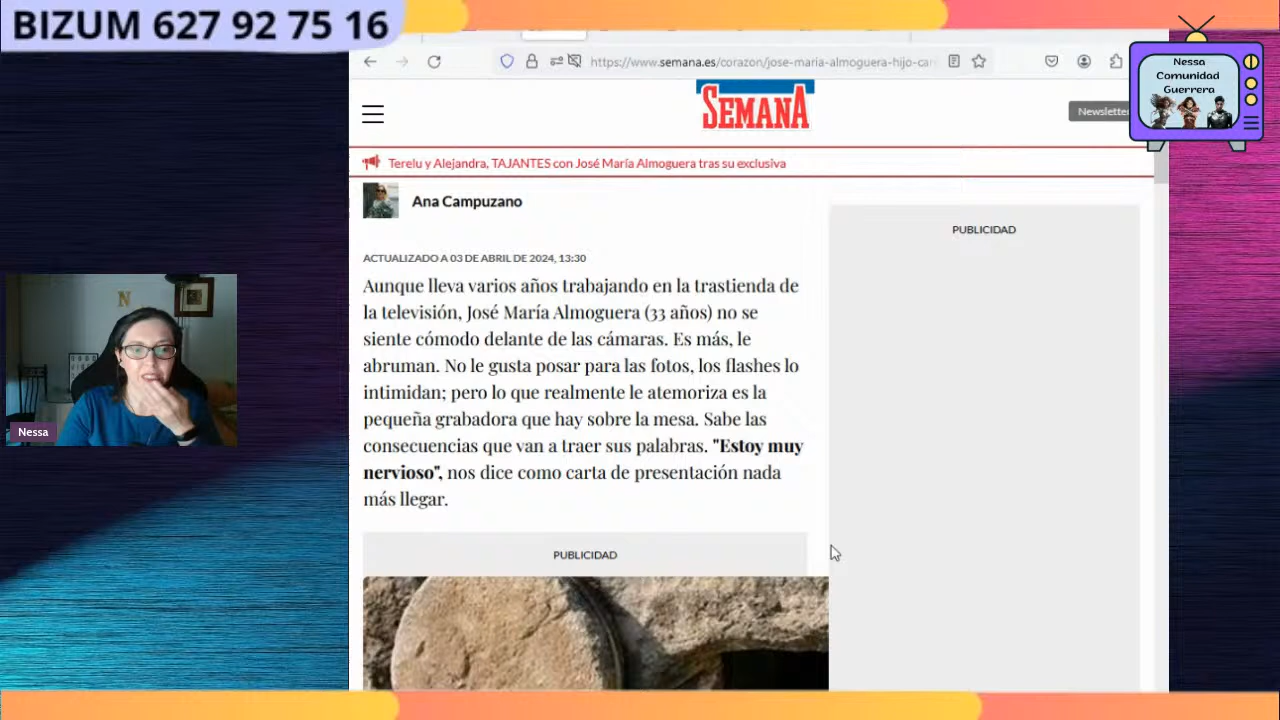 BIZUM 627 92 75 16
https://www.semana.es/corazon/jose-maria-almoguera-hijo-car
Nessa
Comunidad
Guerrera
SEMANA
Newsletter
Terelu y Alejandra, TAJANTES con José María Almoguera tras su exclusiva
Ana Campuzano
PUBLICIDAD
ACTUALIZADO A 03 DE ABRIL DE 2024, 13:30
Aunque lleva varios años trabajando en la trastienda de
la televisión, José María Almoguera (33 años) no se
siente cómodo delante de las cámaras. Es más, le
abruman. No le gusta posar para las fotos, los flashes lo
intimidan; pero lo que realmente le atemoriza es la
pequeña grabadora que hay sobre la mesa. Sabe las
consecuencias que van a traer sus palabras. "Estoy muy
nervioso", nos dice como carta de presentación nada
más llegar.
PUBLICIDAD
N
Nessa